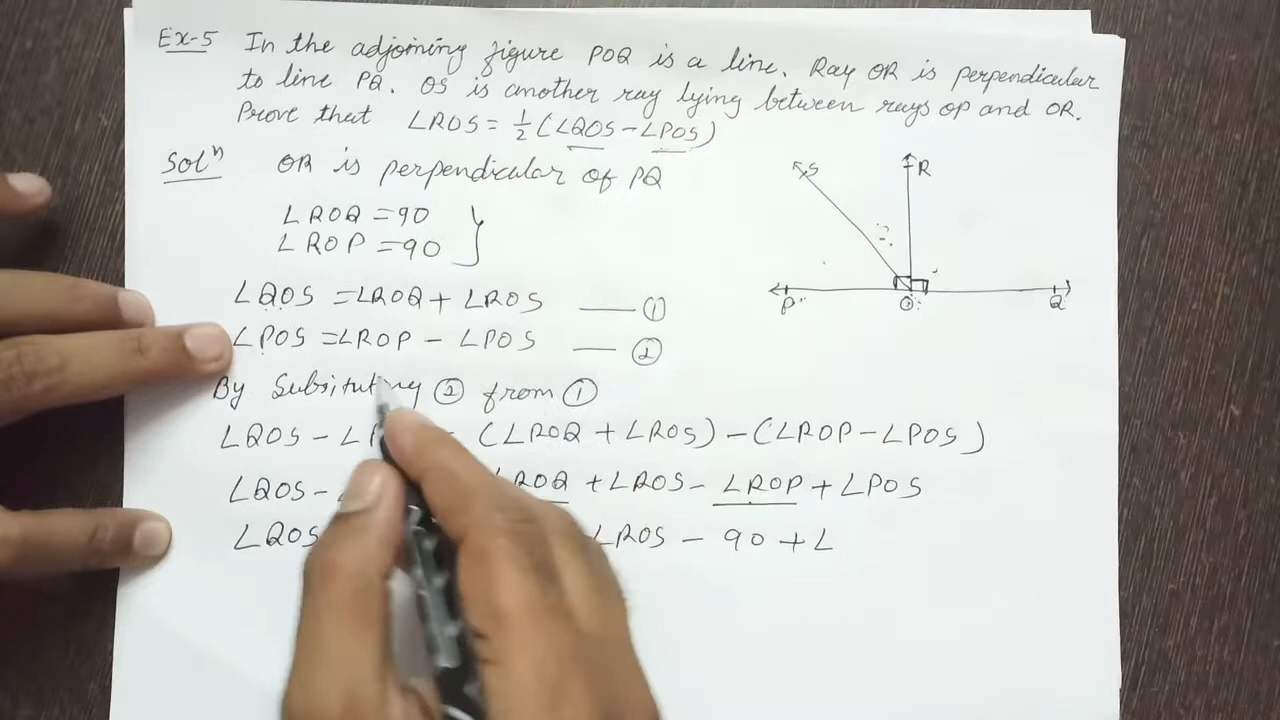 Ex-5 In the adjoining figure POQ is a line. Ray OR is perpendicular
to line PQ. OS is another ray lying between rays OP and OR.
Prove that ∠ROS = 1/2 (∠QOS - ∠POS)
Solⁿ OR is perpendicular of PQ
∠ROQ = 90
∠ROP = 90
∠QOS = ∠ROQ + ∠ROS — ①
∠POS = ∠ROP - ∠POS — ②
By Subsituting ② from ①
∠QOS - ∠P (∠ROQ + ∠ROS) - (∠ROP - ∠POS)
∠QOS - ROQ + ∠ROS - ∠ROP + ∠POS
∠QOS ∠ROS - 90 + ∠
S R
P O Q